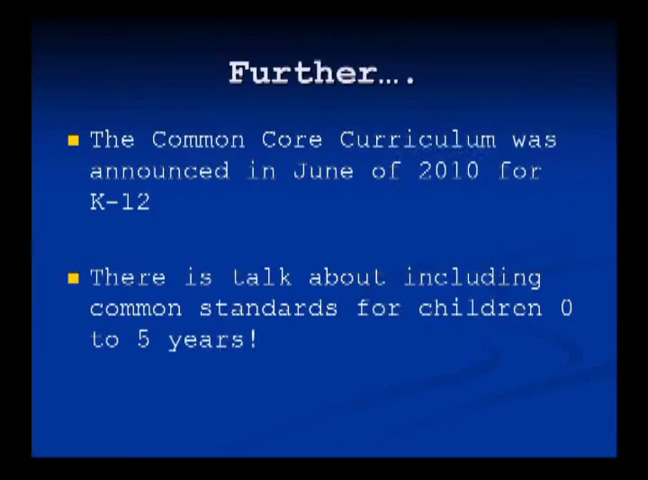 Further….
The Common Core Curriculum was
announced in June of 2010 for
K-12
There is talk about including
common standards for children 0
to 5 years!